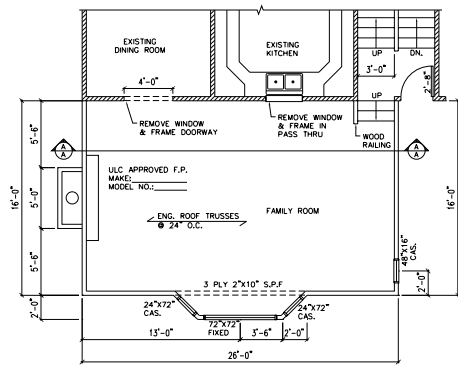 EXISTING
DINING ROOM
EXISTING
KITCHEN
UP
DN.
4'-0"
3'-0"
2'-8"
UP
REMOVE WINDOW
& FRAME DOORWAY
REMOVE WINDOW
& FRAME IN
PASS THRU
WOOD
RAILING
5'-6"
A
A
A
A
ULC APPROVED F.P.
MAKE:
MODEL NO.:
16'-0"
5'-0"
16'-0"
ENG. ROOF TRUSSES
@ 24" O.C.
FAMILY ROOM
48"X16"
CAS.
5'-6"
2'-0"
3 PLY 2"X10" S.P.F
2'-0"
24"X72"
CAS.
24"X72"
CAS.
72"X72"
FIXED
13'-0"
3'-6"
2'-0"
26'-0"